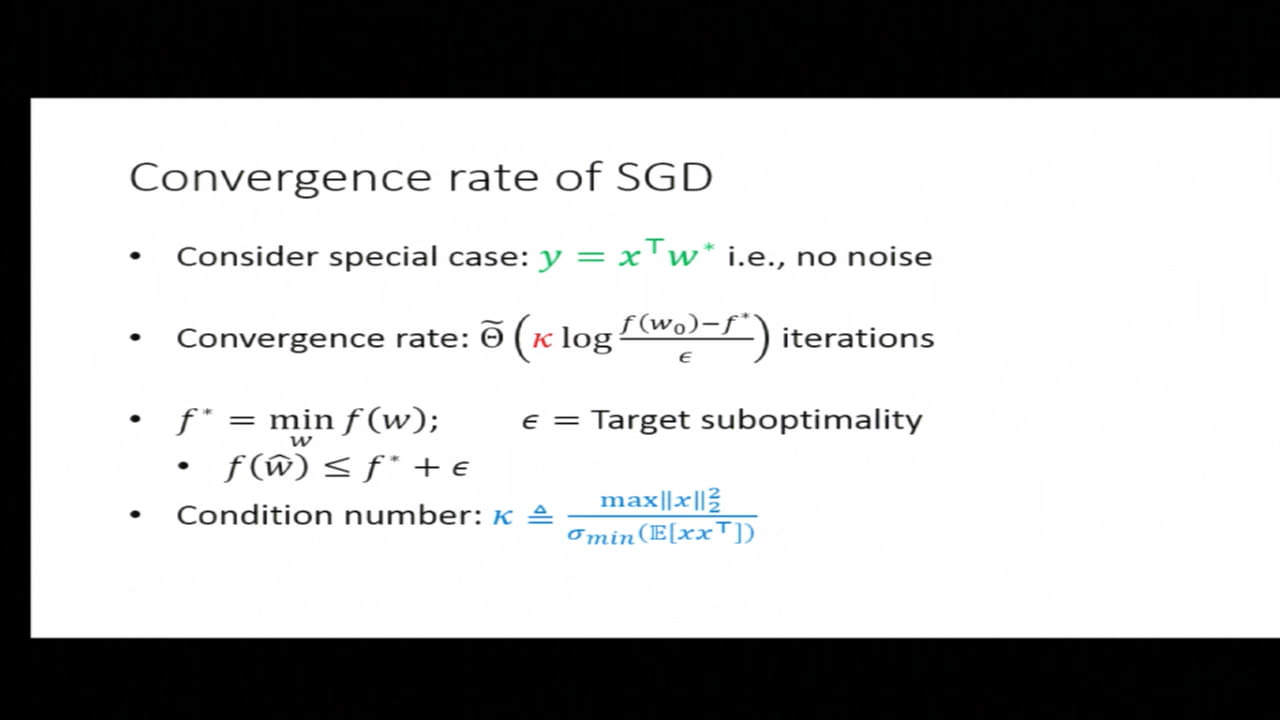 Convergence rate of SGD
• Consider special case: y = x⊤w* i.e., no noise
• Convergence rate: Θ̃(κ log (f(w₀)−f*)/ϵ) iterations
• f* = min_w f(w); ϵ = Target suboptimality
• f(ŵ) ≤ f* + ϵ
• Condition number: κ ≜ max‖x‖₂² / σ_min(𝔼[xx⊤])